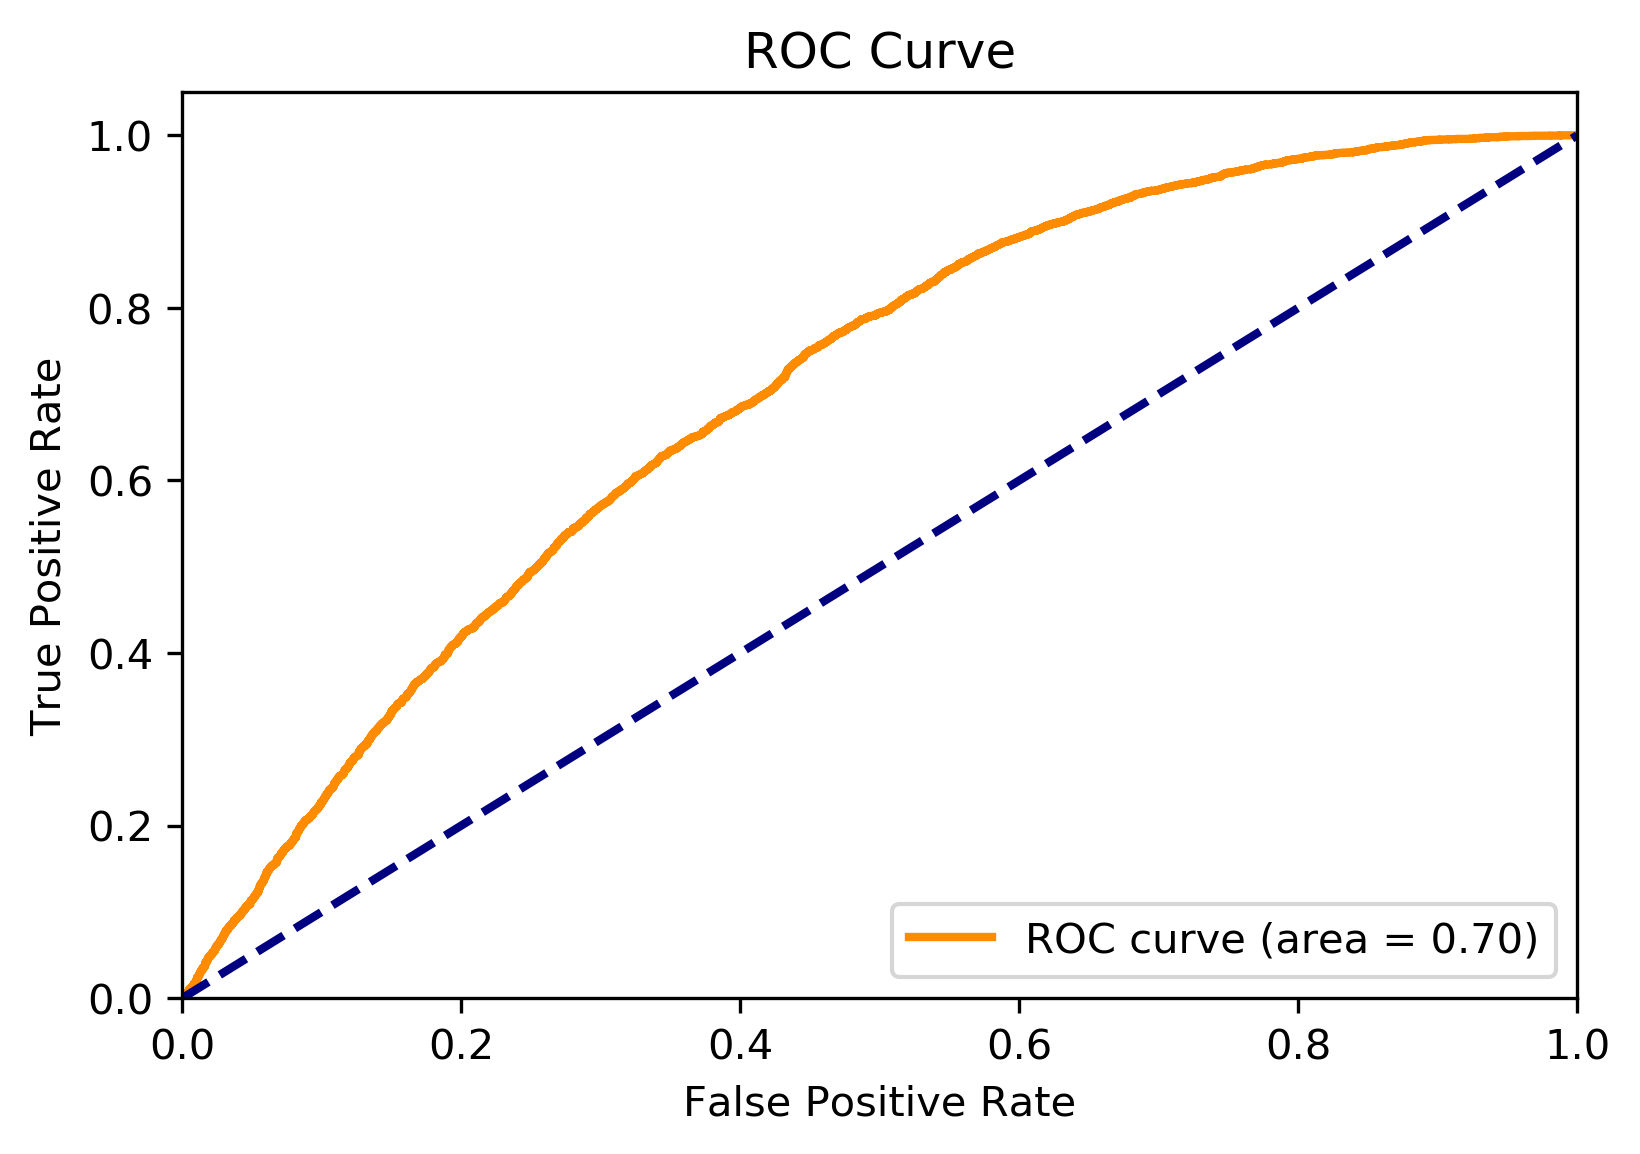 ROC Curve
True Positive Rate
1.0
0.8
0.6
0.4
0.2
0.0
ROC curve (area = 0.70)
0.0 0.2 0.4 0.6 0.8 1.0
False Positive Rate